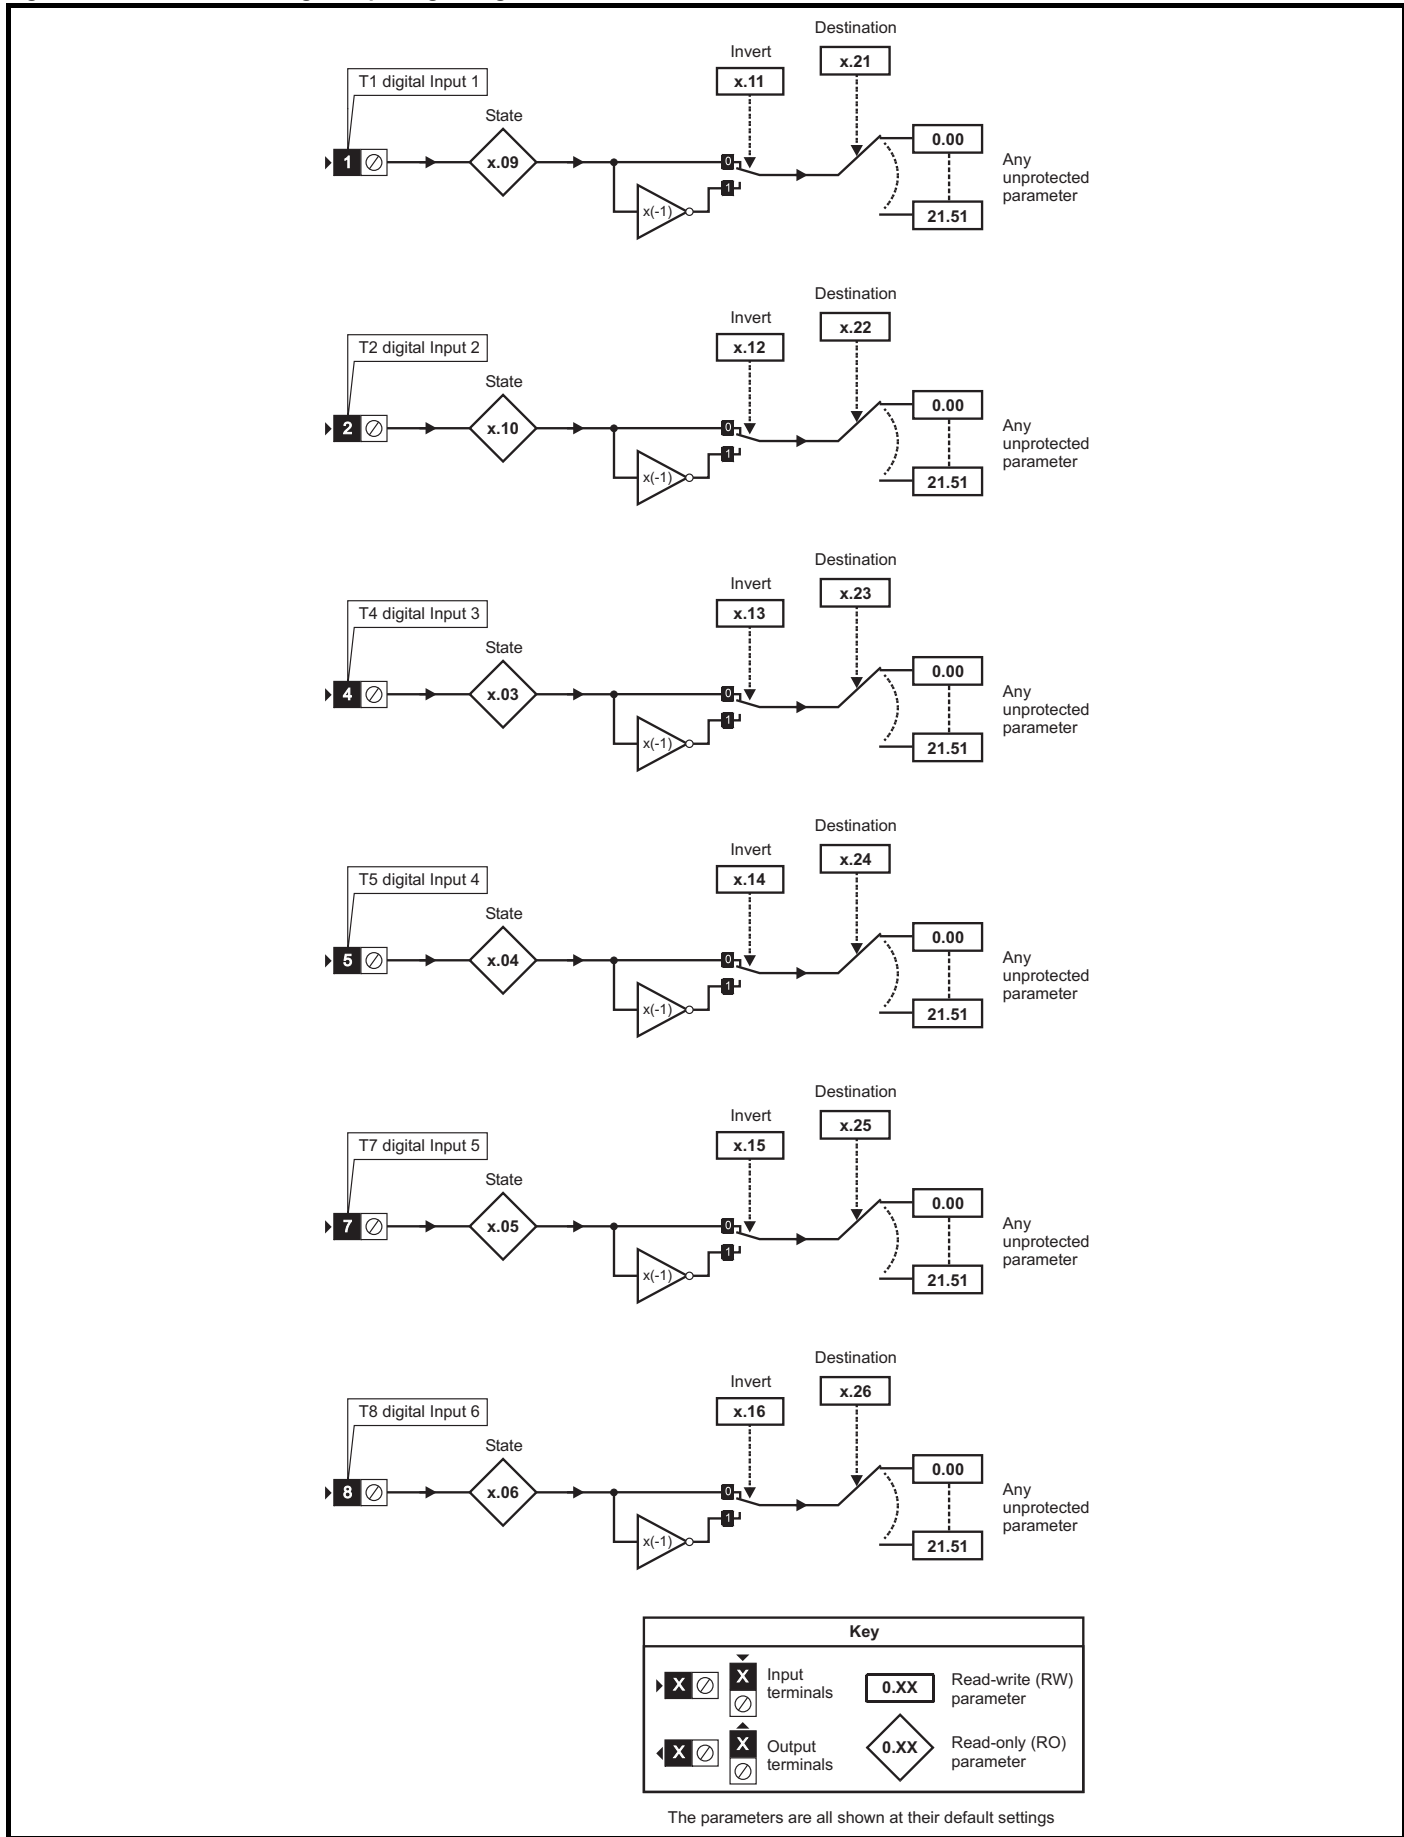 Destination
Invert
x.21
x.11
T1 digital Input 1
State
0.00
1
x.09
0
Any
unprotected
parameter
1
x(-1)
21.51
Destination
Invert
x.22
x.12
T2 digital Input 2
State
0.00
2
x.10
0
Any
unprotected
parameter
1
x(-1)
21.51
Destination
Invert
x.23
x.13
T4 digital Input 3
State
0.00
4
x.03
0
Any
unprotected
parameter
1
x(-1)
21.51
Destination
Invert
x.24
x.14
T5 digital Input 4
State
0.00
5
x.04
0
Any
unprotected
parameter
1
x(-1)
21.51
Destination
Invert
x.25
x.15
T7 digital Input 5
State
0.00
7
x.05
0
Any
unprotected
parameter
1
x(-1)
21.51
Destination
Invert
x.26
x.16
T8 digital Input 6
State
0.00
8
x.06
0
Any
unprotected
parameter
1
x(-1)
21.51
Key
X
X
Input
terminals
0.XX
Read-write (RW)
parameter
X
X
Output
terminals
0.XX
Read-only (RO)
parameter
The parameters are all shown at their default settings